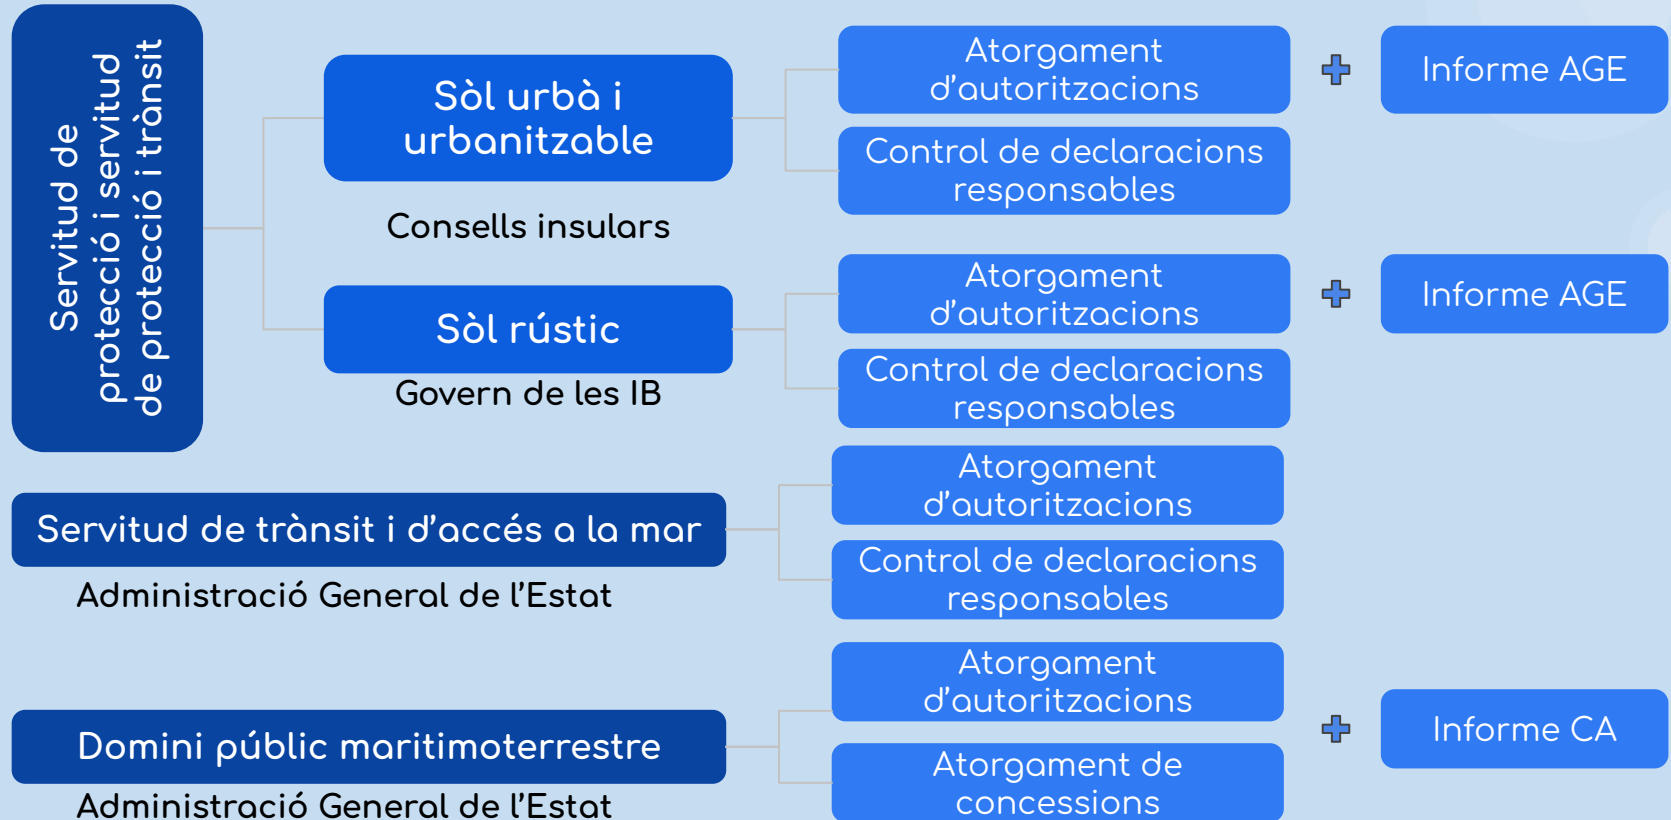 Servitud de
protecció i servitud
de protecció i trànsit
Sòl urbà i
urbanitzable
Consells insulars
Atorgament
d'autoritzacions
Informe AGE
Control de declaracions
responsables
Sòl rústic
Govern de les IB
Atorgament
d'autoritzacions
Informe AGE
Control de declaracions
responsables
Servitud de trànsit i d'accés a la mar
Administració General de l'Estat
Atorgament
d'autoritzacions
Control de declaracions
responsables
Domini públic maritimoterrestre
Administració General de l'Estat
Atorgament
d'autoritzacions
Atorgament de
concessions
Informe CA